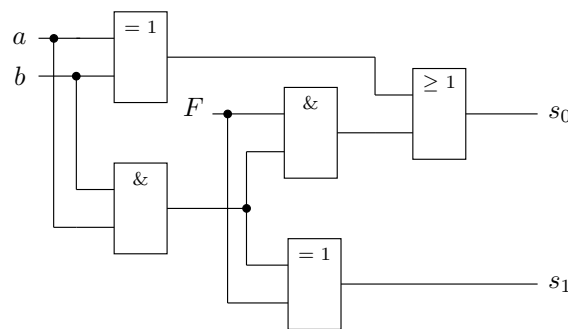 a
= 1
b
≥ 1
F
&
s₀
&
= 1
s₁